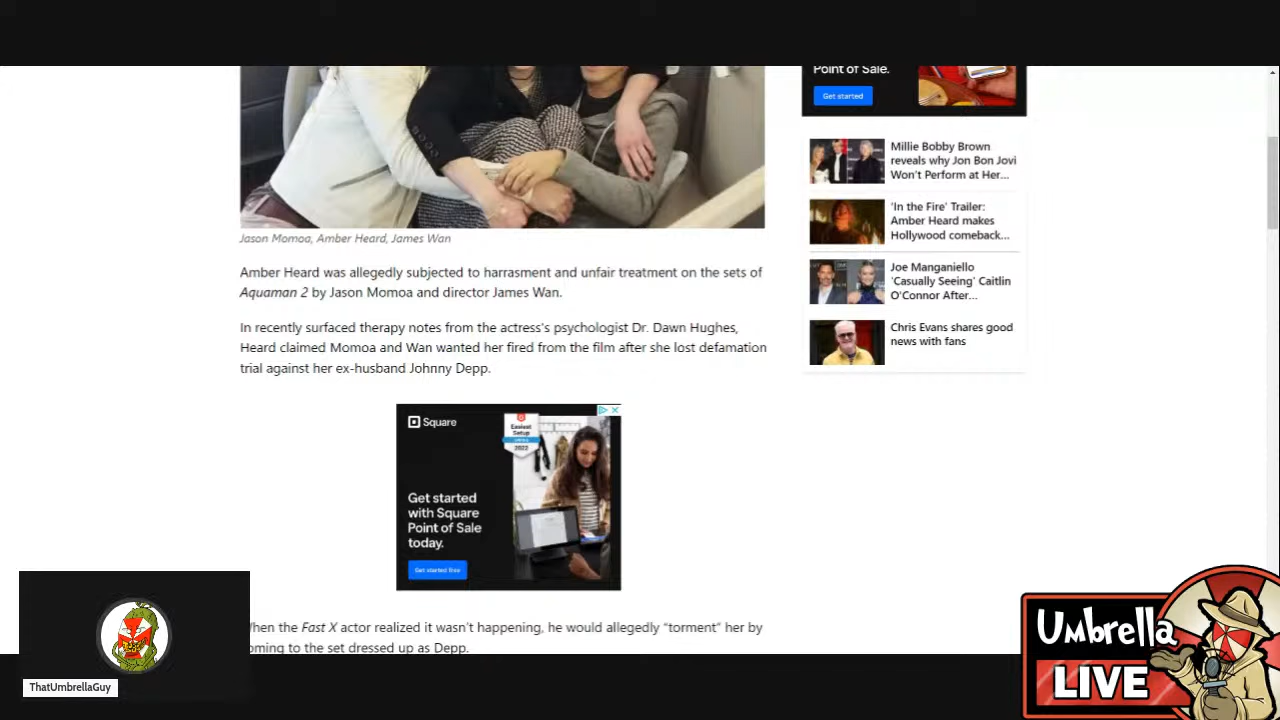 Point of Sale.
Get started
Millie Bobby Brown
reveals why Jon Bon Jovi
Won't Perform at Her...
'In the Fire' Trailer:
Amber Heard makes
Hollywood comeback...
Joe Manganiello
'Casually Seeing' Caitlin
O'Connor After...
Chris Evans shares good
news with fans
Jason Momoa, Amber Heard, James Wan
Amber Heard was allegedly subjected to harrasment and unfair treatment on the sets of
Aquaman 2 by Jason Momoa and director James Wan.
In recently surfaced therapy notes from the actress's psychologist Dr. Dawn Hughes,
Heard claimed Momoa and Wan wanted her fired from the film after she lost defamation
trial against her ex-husband Johnny Depp.
Square
Easiest
Setup
2022
Get started
with Square
Point of Sale
today.
Get started free
hen the Fast X actor realized it wasn't happening, he would allegedly "torment" her by
oming to the set dressed up as Depp.
ThatUmbrellaGuy
Umbrella
LIVE